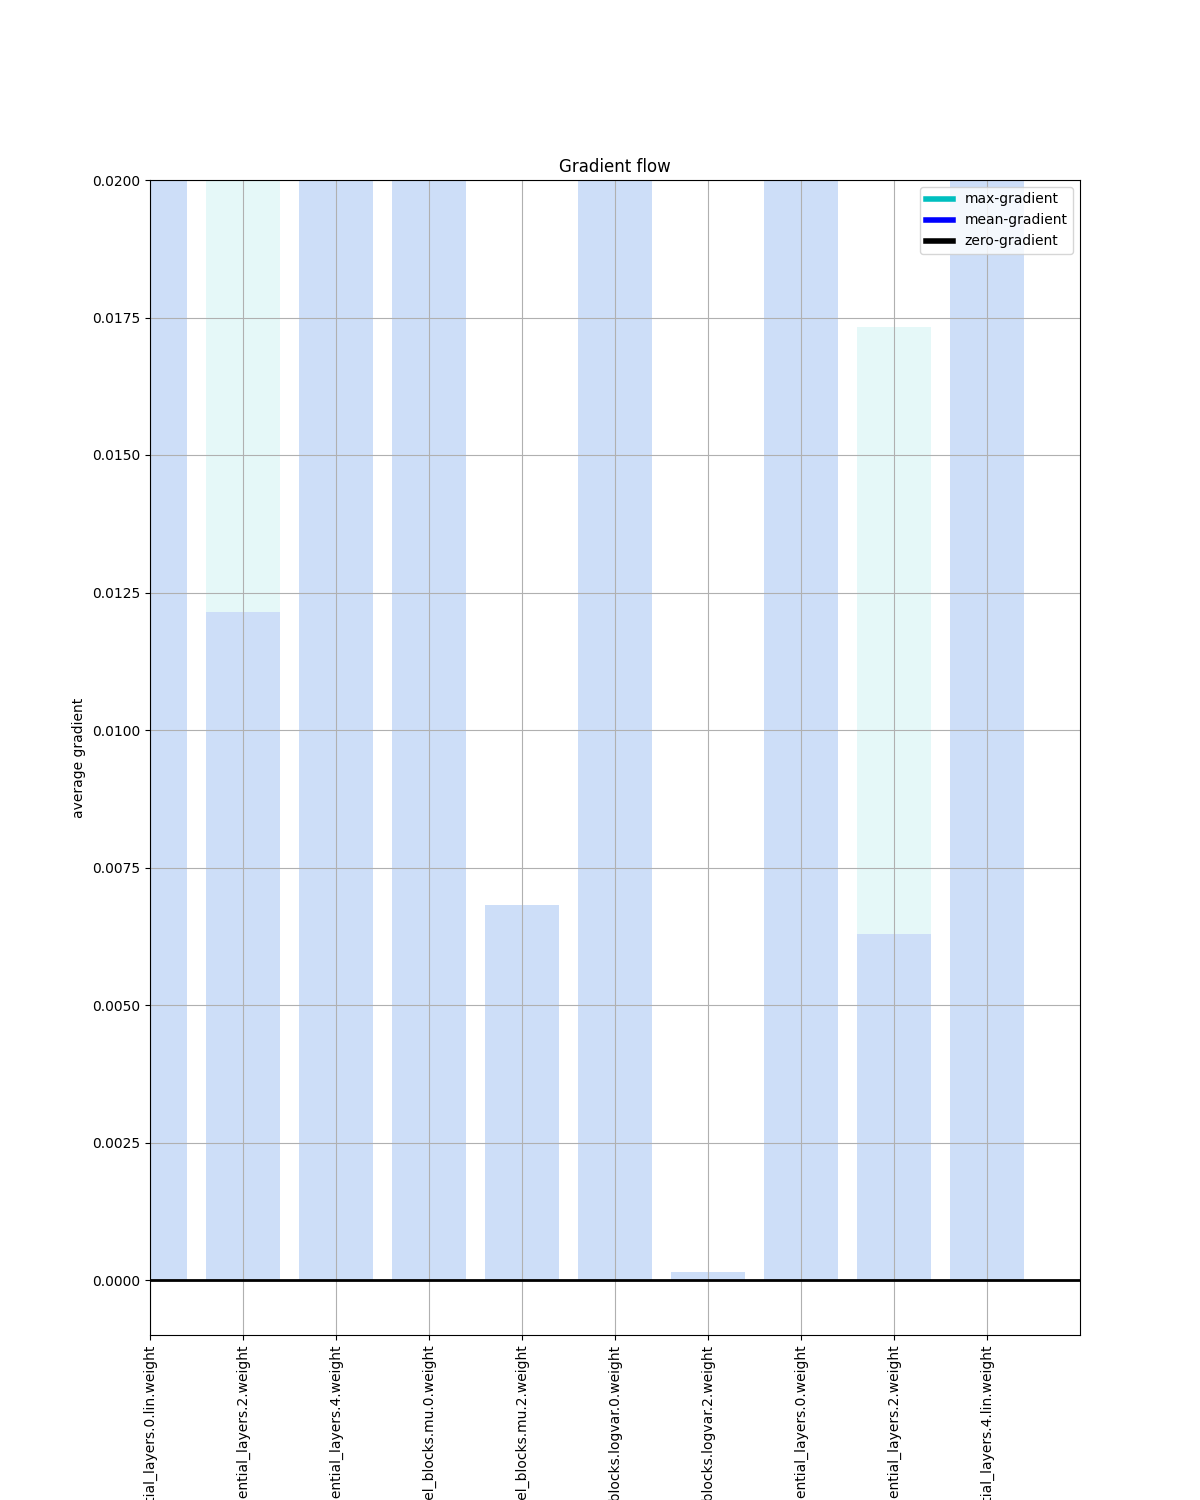 Gradient flow
max-gradient
mean-gradient
zero-gradient
0.0200
0.0175
0.0150
0.0125
0.0100
0.0075
0.0050
0.0025
0.0000
average gradient
tial_layers.0.lin.weight
ential_layers.2.weight
ential_layers.4.weight
el_blocks.mu.0.weight
el_blocks.mu.2.weight
blocks.logvar.0.weight
blocks.logvar.2.weight
ential_layers.0.weight
ential_layers.2.weight
tial_layers.4.lin.weight